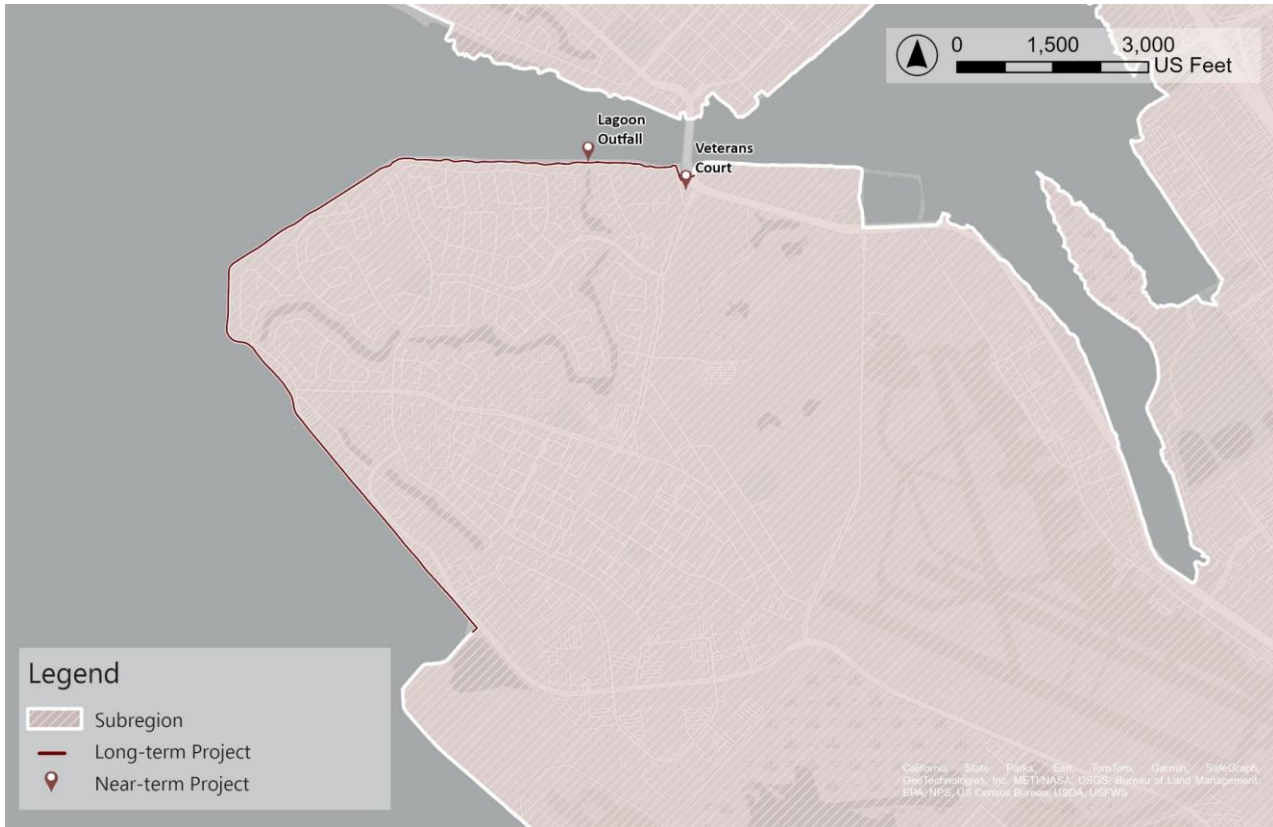 0 1,500 3,000
US Feet
Lagoon
Outfall
Veterans
Court
Legend
Subregion
Long-term Project
Near-term Project
California State Parks, Esri, TomTom, Garmin, SafeGraph,
GeoTechnologies, Inc, METI/NASA, USGS, Bureau of Land Management,
EPA, NPS, US Census Bureau, USDA, USFWS